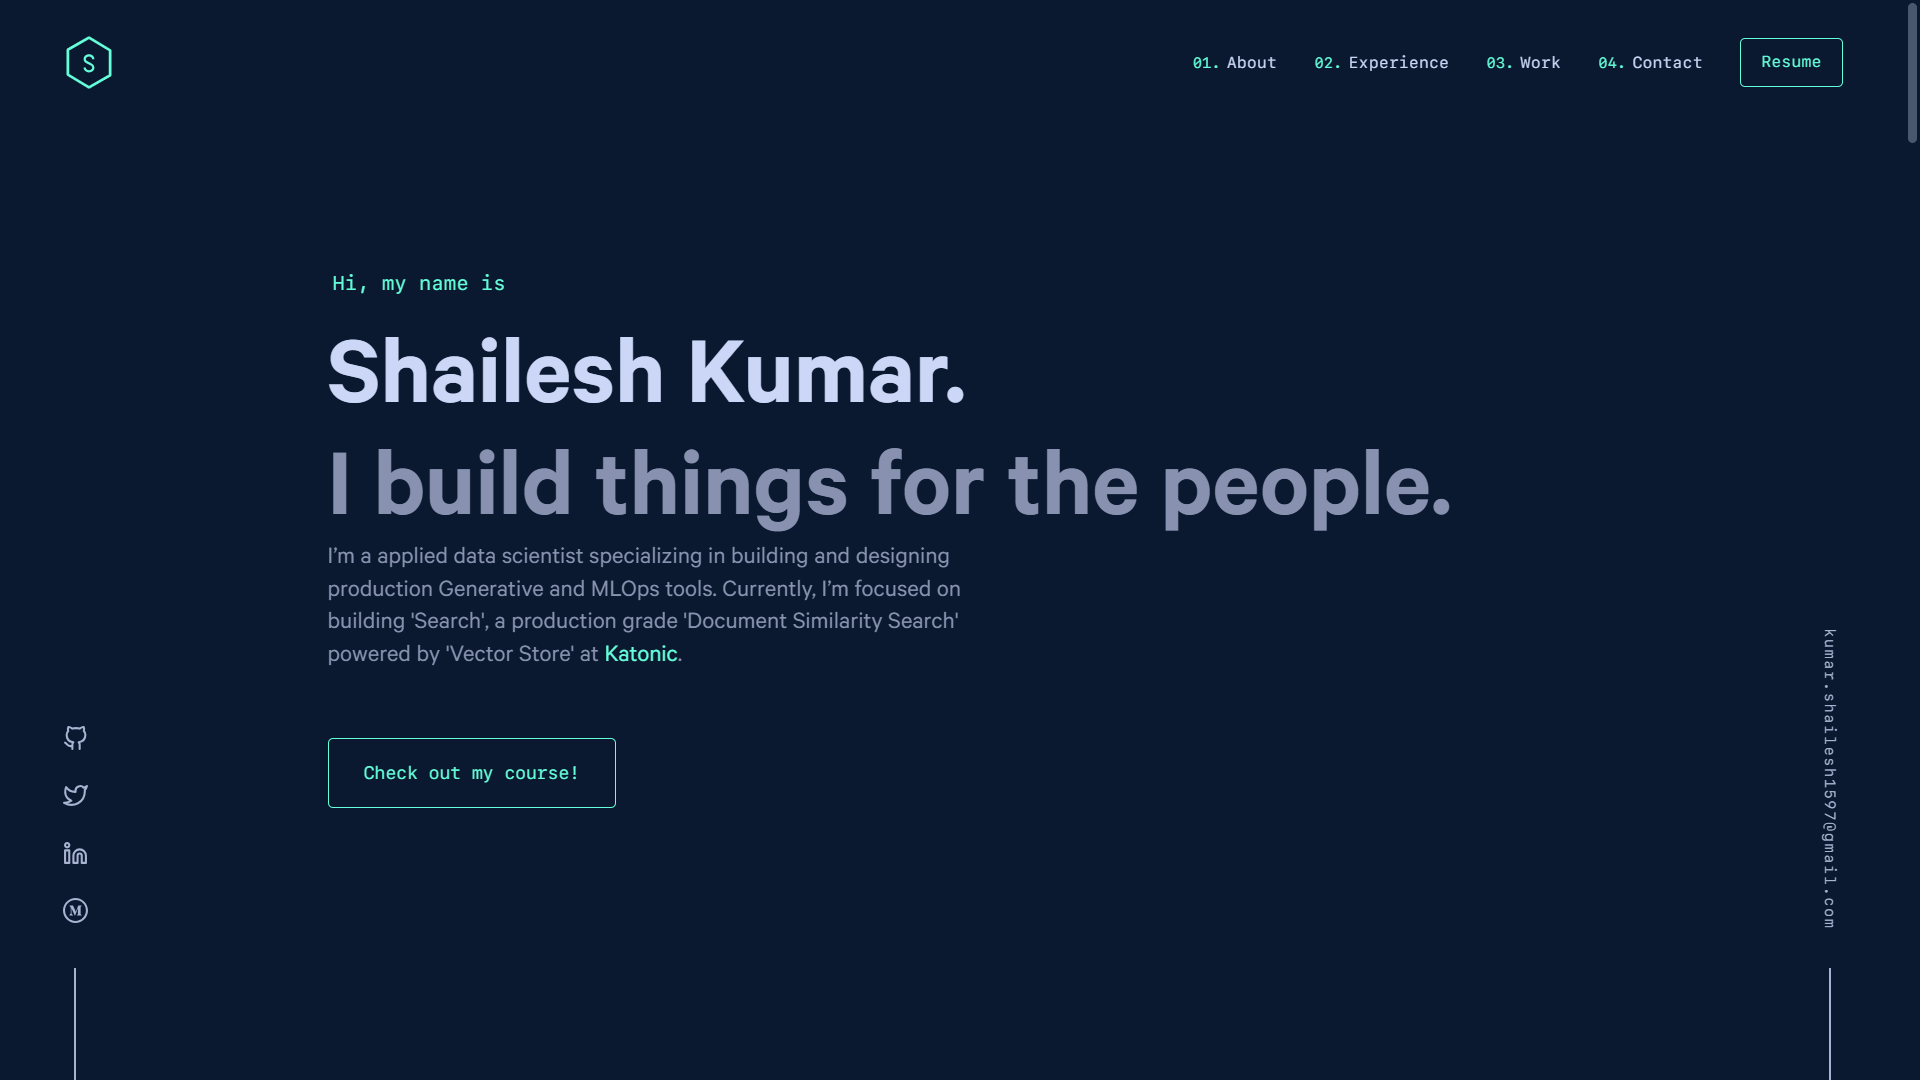 S
01. About
02. Experience
03. Work
04. Contact
Resume
Hi, my name is
Shailesh Kumar.
I build things for the people.
I’m a applied data scientist specializing in building and designing
production Generative and MLOps tools. Currently, I’m focused on
building 'Search', a production grade 'Document Similarity Search'
powered by 'Vector Store' at Katonic.
Check out my course!
M
kumar.shailesh1597@gmail.com